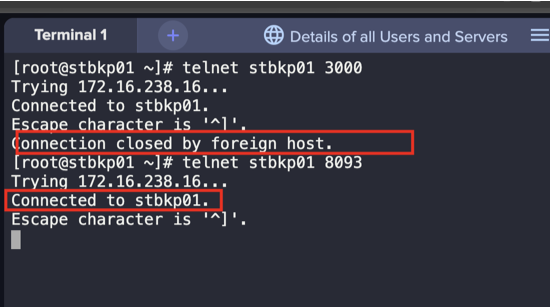 Terminal 1
+
Details of all Users and Servers
[root@stbkp01 ~]# telnet stbkp01 3000
Trying 172.16.238.16...
Connected to stbkp01.
Escape character is '^]'.
Connection closed by foreign host.
[root@stbkp01 ~]# telnet stbkp01 8093
Trying 172.16.238.16...
Connected to stbkp01.
Escape character is '^]'.